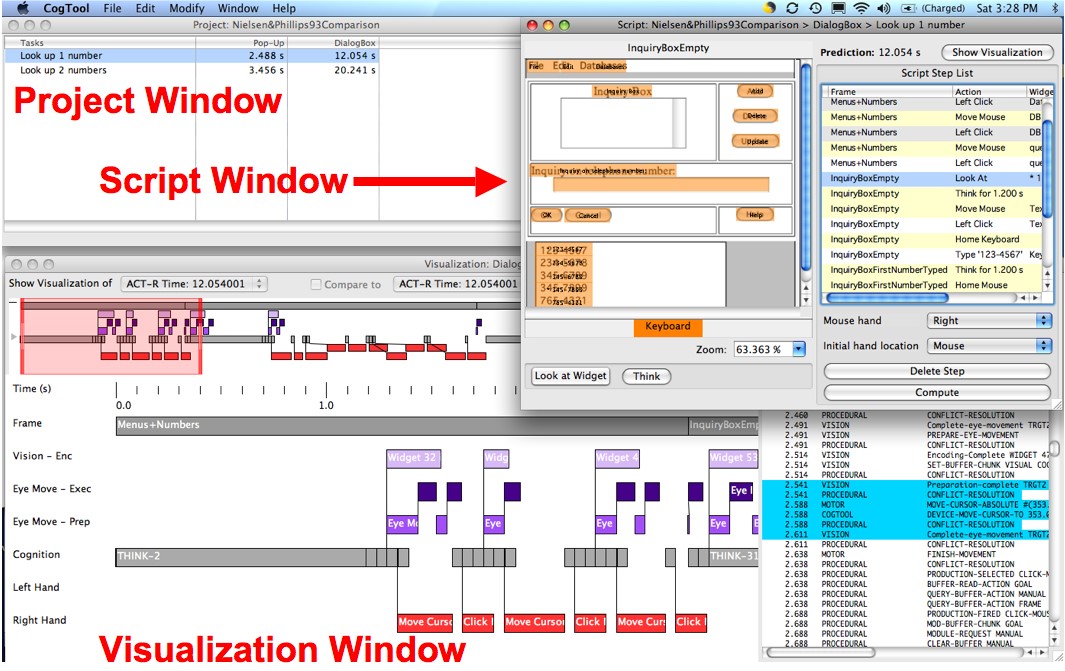 CogTool File Edit Modify Window Help (Charged) Sat 3:28 PM
Project: Nielsen&Phillips93Comparison
Tasks Pop-Up DialogBox
Look up 1 number 2.488 s 12.054 s
Look up 2 numbers 3.456 s 20.241 s
Project Window
Script Window
Script: Nielsen&Phillips93Comparison > DialogBox > Look up 1 number
InquiryBoxEmpty
File Edit Databases
Inquiry Box
Add
Delete
Update
Inquiry on telephone number:
OK Cancel Help
123-4567
234-5678
345-6789
345-7899
765-4321
Keyboard
Zoom: 63.363 %
Look at Widget Think
Prediction: 12.054 s Show Visualization
Script Step List
Frame Action Widge
Menus+Numbers Left Click Dat
Menus+Numbers Move Mouse DB
Menus+Numbers Left Click DB
Menus+Numbers Move Mouse que
Menus+Numbers Left Click que
InquiryBoxEmpty Look At * 1
InquiryBoxEmpty Think for 1.200 s
InquiryBoxEmpty Move Mouse Tex
InquiryBoxEmpty Left Click Tex
InquiryBoxEmpty Home Keyboard
InquiryBoxEmpty Type '123-4567' Key
InquiryBoxFirstNumberTyped Think for 1.200 s
InquiryBoxFirstNumberTyped Home Mouse
Mouse hand Right
Initial hand location Mouse
Delete Step
Compute
Visualization: Dialog
Show Visualization of ACT-R Time: 12.054001 Compare to ACT-R Time: 12.054001
Time (s)
0.0 1.0
Frame Menus+Numbers InquiryBoxEmp
Vision - Enc Widget 32 Widg Widget 4 Widget 53
Eye Move - Exec Eye
Eye Move - Prep Eye Mo Eye Eye Eye E
Cognition THINK-2 THINK-31
Left Hand
Right Hand Move Curso Click Move Cursor Click Move Curs Click
Visualization Window
2.460 PROCEDURAL CONFLICT-RESOLUTION
2.491 VISION Complete-eye-movement TRGT2
2.491 VISION PREPARE-EYE-MOVEMENT
2.491 PROCEDURAL CONFLICT-RESOLUTION
2.514 VISION Encoding-Complete WIDGET 47
2.514 VISION SET-BUFFER-CHUNK VISUAL COG
2.514 PROCEDURAL CONFLICT-RESOLUTION
2.541 VISION Preparation-complete TRGT2
2.541 PROCEDURAL CONFLICT-RESOLUTION
2.588 MOTOR MOVE-CURSOR-ABSOLUTE #(353.
2.588 COGTOOL DEVICE-MOVE-CURSOR-TO 353.0
2.588 PROCEDURAL CONFLICT-RESOLUTION
2.611 VISION Complete-eye-movement TRGT2
2.611 PROCEDURAL CONFLICT-RESOLUTION
2.638 MOTOR FINISH-MOVEMENT
2.638 PROCEDURAL CONFLICT-RESOLUTION
2.638 PROCEDURAL PRODUCTION-SELECTED CLICK-M
2.638 PROCEDURAL BUFFER-READ-ACTION GOAL
2.638 PROCEDURAL QUERY-BUFFER-ACTION MANUAL
2.638 PROCEDURAL QUERY-BUFFER-ACTION FRAME
2.688 PROCEDURAL PRODUCTION-FIRED CLICK-MOUS
2.688 PROCEDURAL MOD-BUFFER-CHUNK GOAL
2.688 PROCEDURAL MODULE-REQUEST MANUAL
2.688 PROCEDURAL CLEAR-BUFFER MANUAL